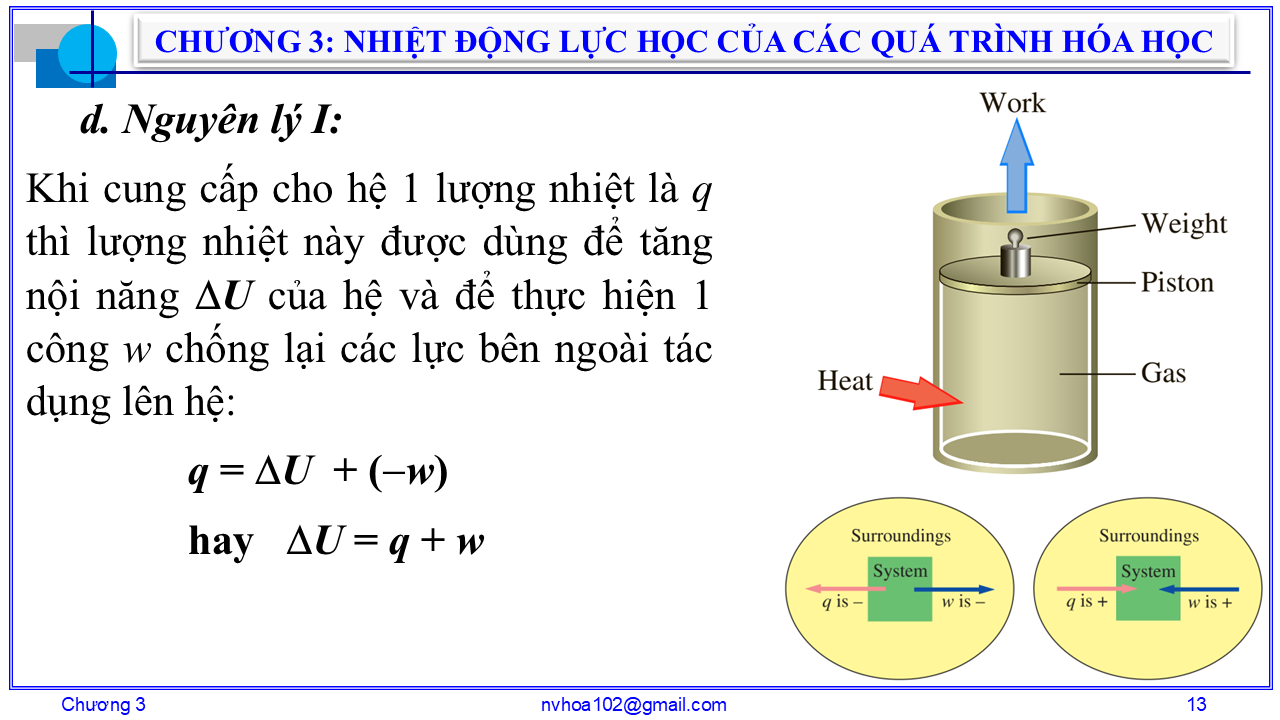 CHƯƠNG 3: NHIỆT ĐỘNG LỰC HỌC CỦA CÁC QUÁ TRÌNH HÓA HỌC
d. Nguyên lý I:
Khi cung cấp cho hệ 1 lượng nhiệt là q
thì lượng nhiệt này được dùng để tăng
nội năng ΔU của hệ và để thực hiện 1
công w chống lại các lực bên ngoài tác
dụng lên hệ:
q = ΔU + (–w)
hay ΔU = q + w
Work
Weight
Piston
Gas
Heat
Surroundings
System
q is –
w is –
Surroundings
System
q is +
w is +
Chương 3
nvhoa102@gmail.com
13